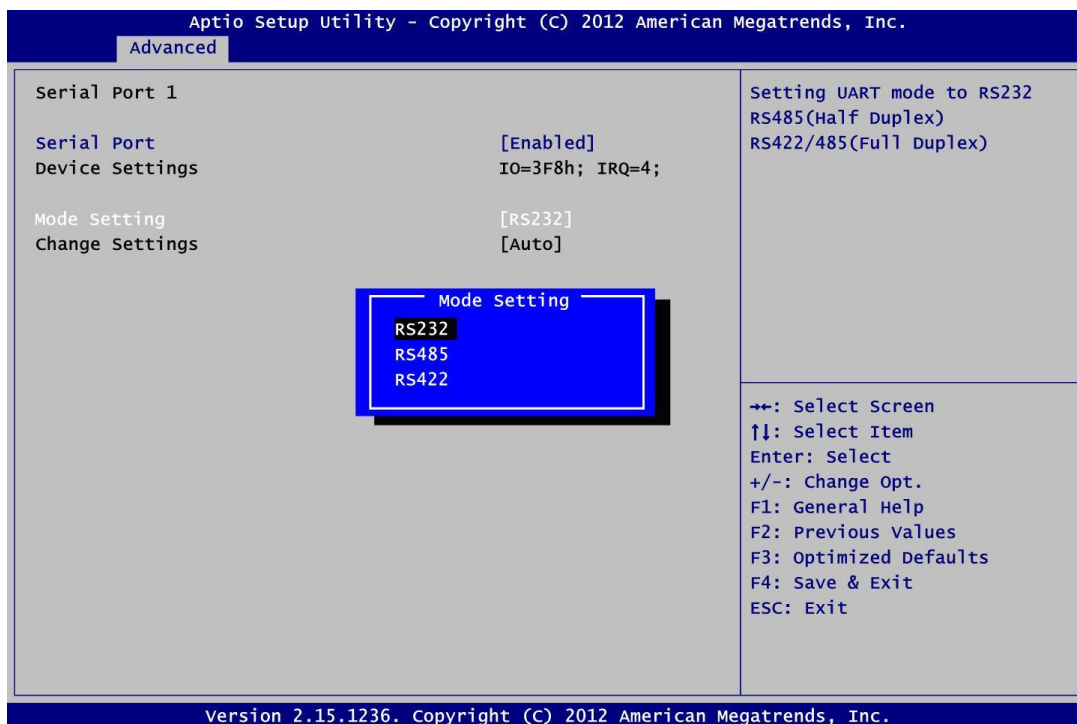 Aptio Setup Utility - Copyright (C) 2012 American Megatrends, Inc.
Advanced
Serial Port 1
Serial Port [Enabled]
Device Settings IO=3F8h; IRQ=4;
Mode Setting [RS232]
Change Settings [Auto]
Mode Setting
RS232
RS485
RS422
Setting UART mode to RS232
RS485(Half Duplex)
RS422/485(Full Duplex)
→←: Select Screen
↑↓: Select Item
Enter: Select
+/-: Change Opt.
F1: General Help
F2: Previous Values
F3: Optimized Defaults
F4: Save & Exit
ESC: Exit
Version 2.15.1236. Copyright (C) 2012 American Megatrends, Inc.